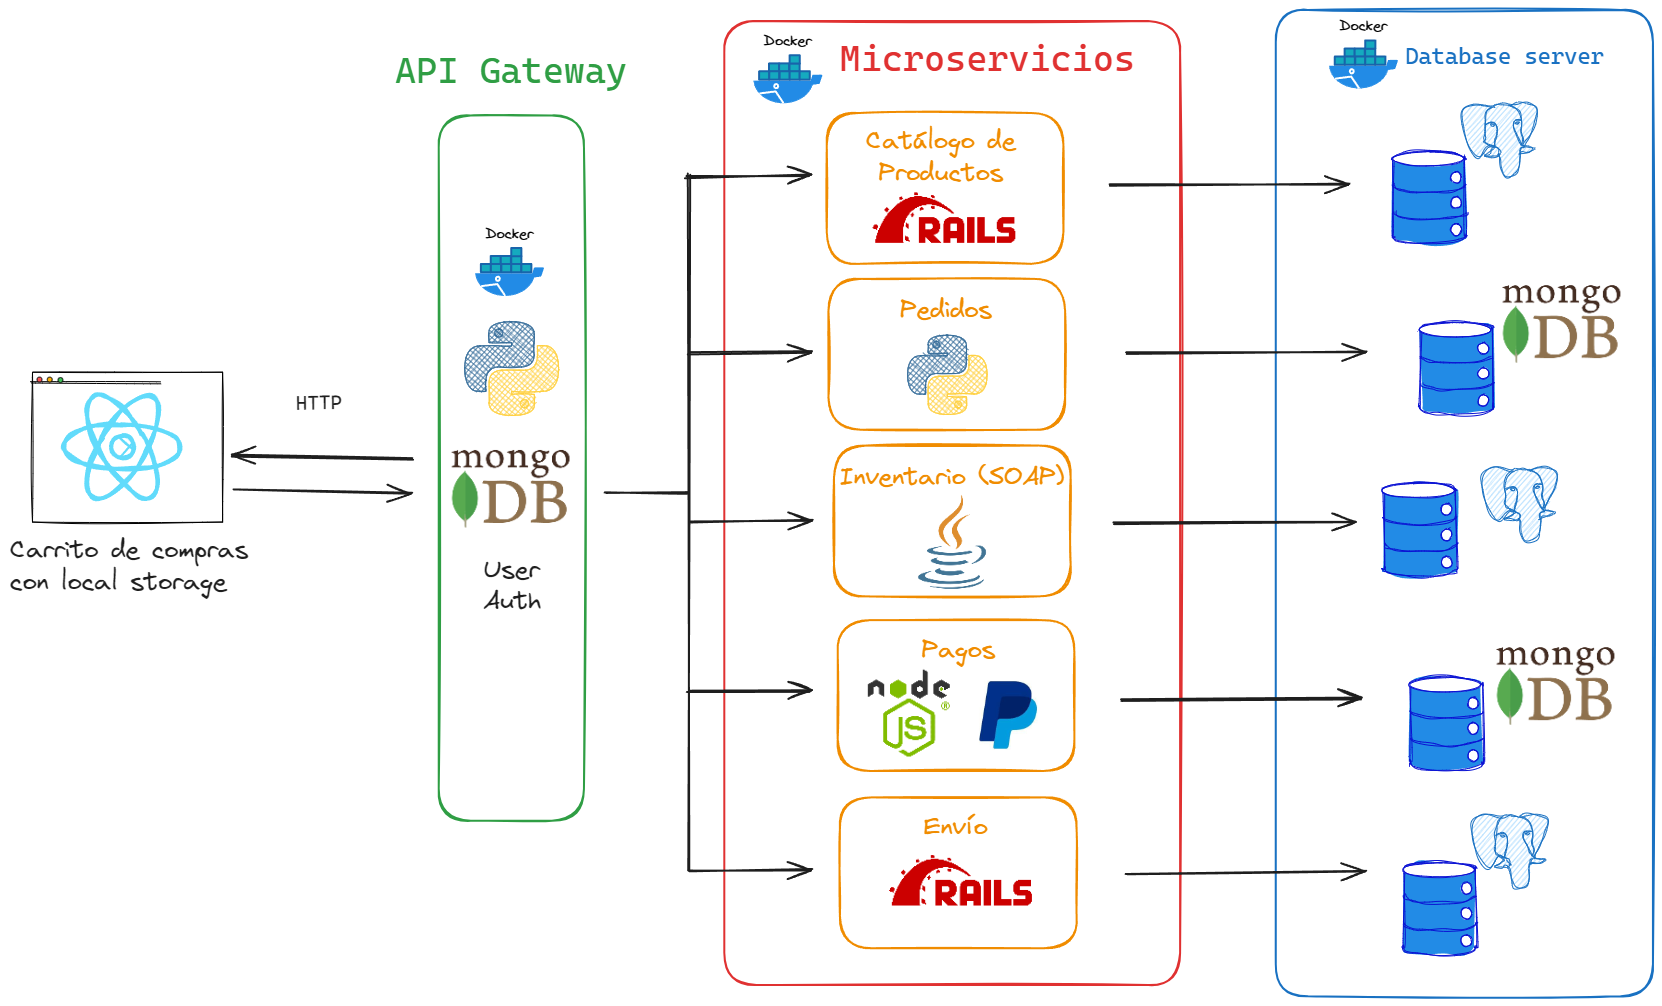 Carrito de compras
con local storage
HTTP
API Gateway
Docker
mongo
DB
User
Auth
Docker
Microservicios
Catálogo de
Productos
RAILS
Pedidos
Inventario (SOAP)
Pagos
node
JS
®
Envío
RAILS
Docker
Database server
mongo
DB
mongo
DB